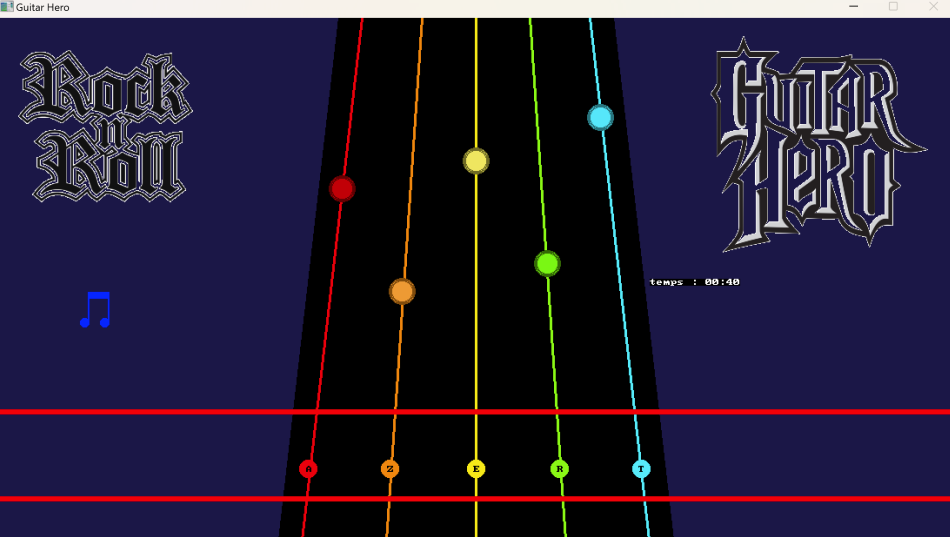 Guitar Hero
Rock
n
Roll
GUITAR
HERO
temps : 00:40
A
Z
E
R
T